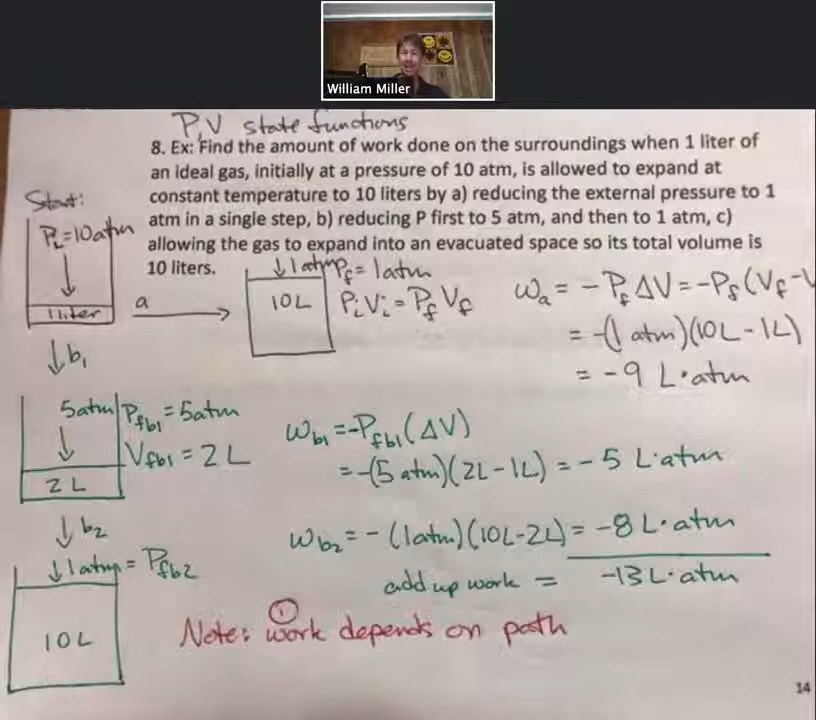 William Miller
P,V state functions
8. Ex: Find the amount of work done on the surroundings when 1 liter of
an ideal gas, initially at a pressure of 10 atm, is allowed to expand at
constant temperature to 10 liters by a) reducing the external pressure to 1
atm in a single step, b) reducing P first to 5 atm, and then to 1 atm, c)
allowing the gas to expand into an evacuated space so its total volume is
10 liters.
Start:
Pi=10atm
↓
1 liter
a →
↓1atm Pf = 1atm
10L
PiVi = PfVf
wa = -PfΔV = -Pf(Vf-V
= -(1 atm)(10L - 1L)
= -9 L·atm
↓b1
5atm
↓
2L
Pfb1 = 5atm
Vfb1 = 2L
wb1 = -Pfb1(ΔV)
= -(5 atm)(2L - 1L) = -5 L·atm
↓b2
↓1atm = Pfb2
10L
wb2 = -(1atm)(10L-2L) = -8 L·atm
add up work = -13 L·atm
Note: ① work depends on path
14